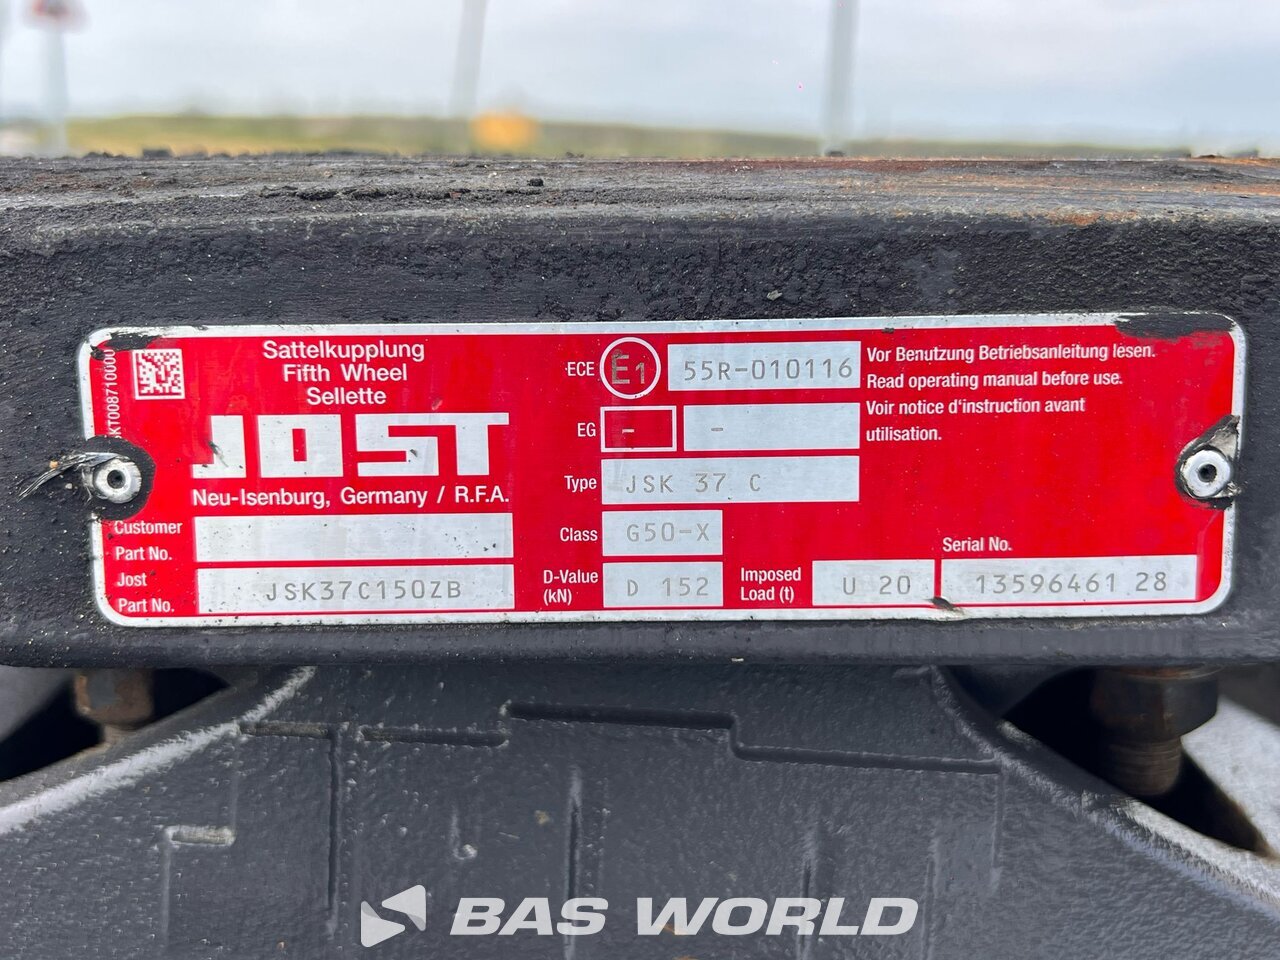 Sattelkupplung
Fifth Wheel
Sellette
JOST
Neu-Isenburg, Germany / R.F.A.
Customer
Part No.
Jost
Part No. JSK37C150ZB
ECE E1 55R-010116
EG - -
Type JSK 37 C
Class G50-X
D-Value
(kN) D 152
Imposed
Load (t) U 20
Serial No.
13596461 28
Vor Benutzung Betriebsanleitung lesen.
Read operating manual before use.
Voir notice d'instruction avant
utilisation.
BAS WORLD